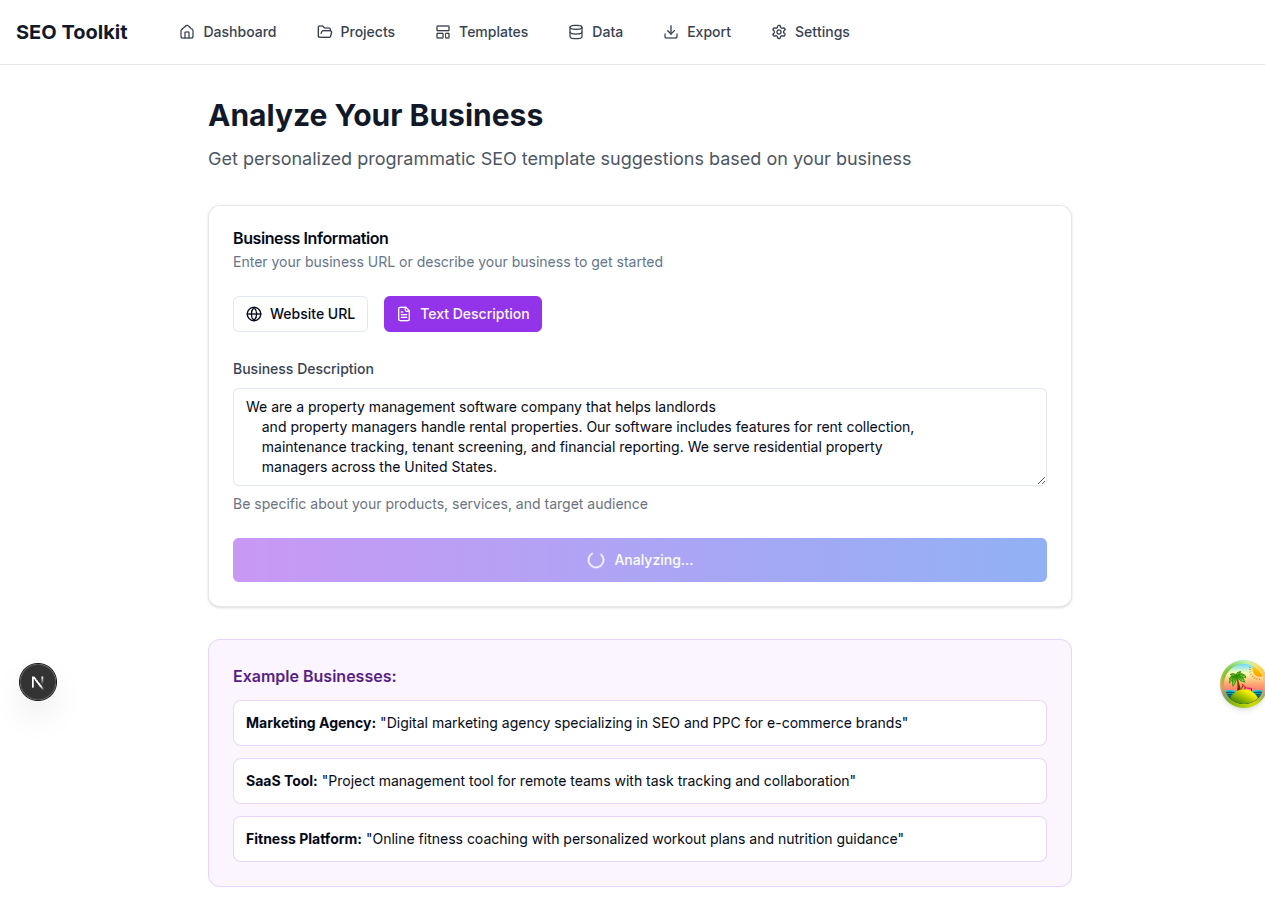 SEO Toolkit
Dashboard
Projects
Templates
Data
Export
Settings
Analyze Your Business
Get personalized programmatic SEO template suggestions based on your business
Business Information
Enter your business URL or describe your business to get started
Website URL
Text Description
Business Description
We are a property management software company that helps landlords
and property managers handle rental properties. Our software includes features for rent collection,
maintenance tracking, tenant screening, and financial reporting. We serve residential property
managers across the United States.
Be specific about your products, services, and target audience
Analyzing...
Example Businesses:
Marketing Agency: "Digital marketing agency specializing in SEO and PPC for e-commerce brands"
SaaS Tool: "Project management tool for remote teams with task tracking and collaboration"
Fitness Platform: "Online fitness coaching with personalized workout plans and nutrition guidance"
N